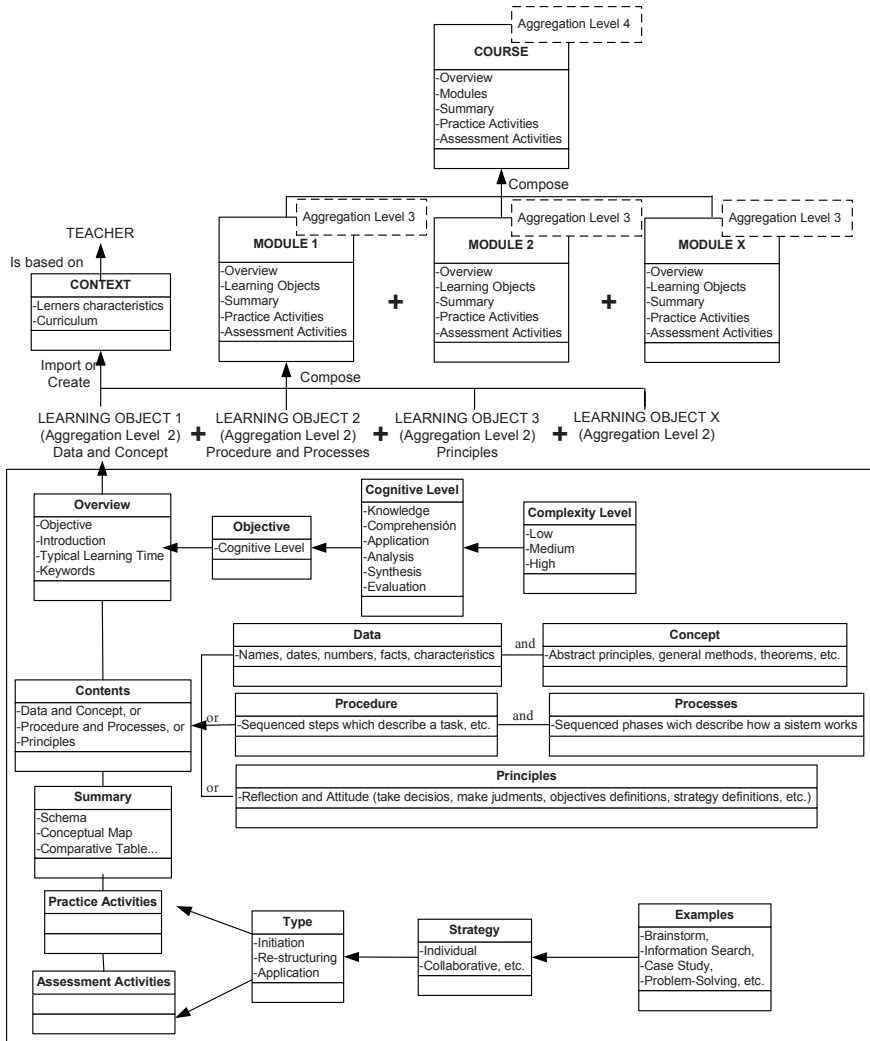 Aggregation Level 4
COURSE
-Overview
-Modules
-Summary
-Practice Activities
-Assessment Activities
Compose
Aggregation Level 3
MODULE 1
-Overview
-Learning Objects
-Summary
-Practice Activities
-Assessment Activities
+
Aggregation Level 3
MODULE 2
-Overview
-Learning Objects
-Summary
-Practice Activities
-Assessment Activities
+
Aggregation Level 3
MODULE X
-Overview
-Learning Objects
-Summary
-Practice Activities
-Assessment Activities
TEACHER
Is based on
CONTEXT
-Lerners characteristics
-Curriculum
Import or
Create
Compose
LEARNING OBJECT 1
(Aggregation Level 2)
Data and Concept
+
LEARNING OBJECT 2
(Aggregation Level 2)
Procedure and Processes
+
LEARNING OBJECT 3
(Aggregation Level 2)
Principles
+
LEARNING OBJECT X
(Aggregation Level 2)
Overview
-Objective
-Introduction
-Typical Learning Time
-Keywords
Objective
-Cognitive Level
Cognitive Level
-Knowledge
-Comprehensión
-Application
-Analysis
-Synthesis
-Evaluation
Complexity Level
-Low
-Medium
-High
Contents
-Data and Concept, or
-Procedure and Processes, or
-Principles
or
Data
-Names, dates, numbers, facts, characteristics
and
Concept
-Abstract principles, general methods, theorems, etc.
or
Procedure
-Sequenced steps which describe a task, etc.
and
Processes
-Sequenced phases wich describe how a sistem works
or
Principles
-Reflection and Attitude (take decisios, make judments, objectives definitions, strategy definitions, etc.)
Summary
-Schema
-Conceptual Map
-Comparative Table...
Practice Activities
Assessment Activities
Type
-Initiation
-Re-structuring
-Application
Strategy
-Individual
-Collaborative, etc.
Examples
-Brainstorm,
-Information Search,
-Case Study,
-Problem-Solving, etc.